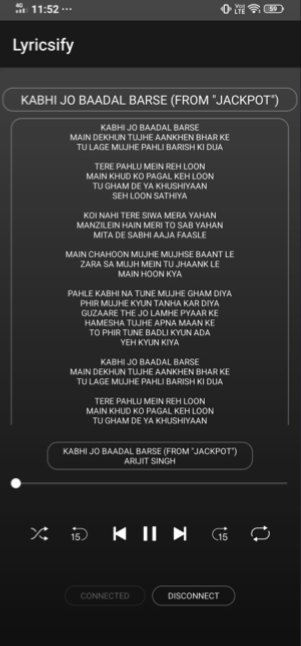 4G 11:52 ...
Vo) LTE 59
Lyricsify
KABHI JO BAADAL BARSE (FROM "JACKPOT")
KABHI JO BAADAL BARSE
MAIN DEKHUN TUJHE AANKHEN BHAR KE
TU LAGE MUJHE PAHLI BARISH KI DUA
TERE PAHLU MEIN REH LOON
MAIN KHUD KO PAGAL KEH LOON
TU GHAM DE YA KHUSHIYAAN
SEH LOON SATHIYA
KOI NAHI TERE SIWA MERA YAHAN
MANZILEIN HAIN MERI TO SAB YAHAN
MITA DE SABHI AAJA FAASLE
MAIN CHAHOON MUJHE MUJHSE BAANT LE
ZARA SA MUJH MEIN TU JHAANK LE
MAIN HOON KYA
PAHLE KABHI NA TUNE MUJHE GHAM DIYA
PHIR MUJHE KYUN TANHA KAR DIYA
GUZAARE THE JO LAMHE PYAAR KE
HAMESHA TUJHE APNA MAAN KE
TO PHIR TUNE BADLI KYUN ADA
YEH KYUN KIYA
KABHI JO BAADAL BARSE
MAIN DEKHUN TUJHE AANKHEN BHAR KE
TU LAGE MUJHE PAHLI BARISH KI DUA
TERE PAHLU MEIN REH LOON
MAIN KHUD KO PAGAL KEH LOON
TU GHAM DE YA KHUSHIYAAN
KABHI JO BAADAL BARSE (FROM "JACKPOT")
ARIJIT SINGH
15 15
CONNECTED DISCONNECT